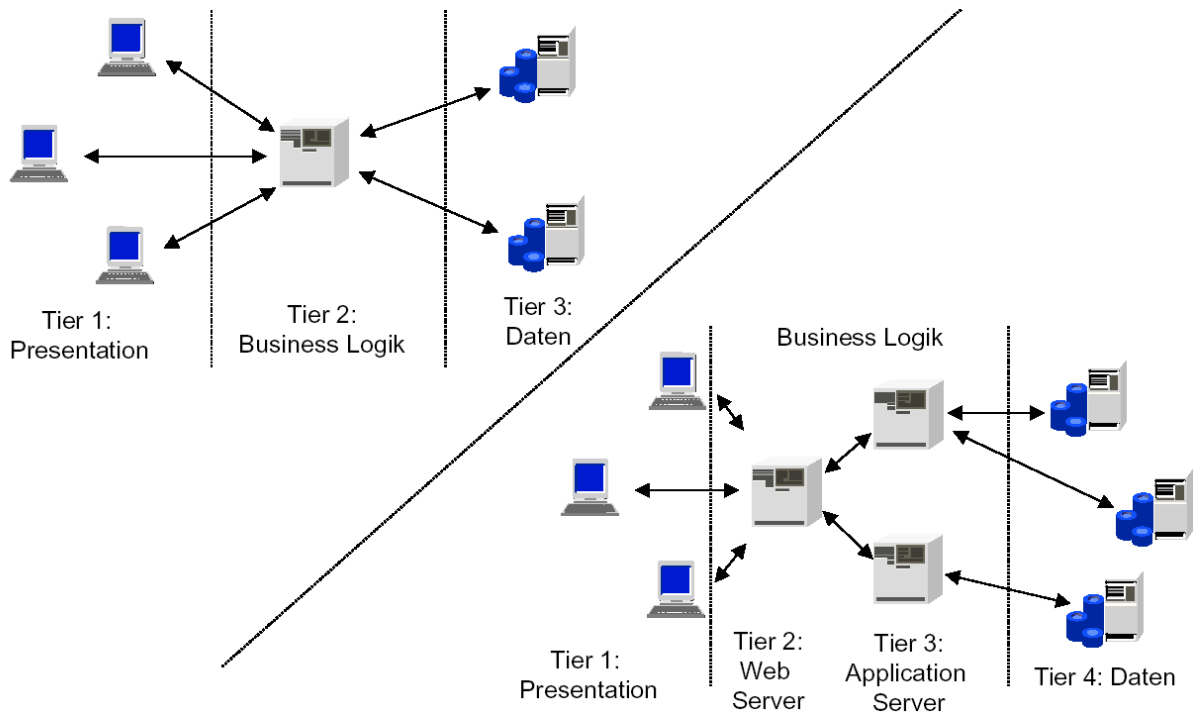 Tier 1:
Presentation
Tier 2:
Business Logik
Tier 3:
Daten
Business Logik
Tier 1:
Presentation
Tier 2:
Web
Server
Tier 3:
Application
Server
Tier 4: Daten